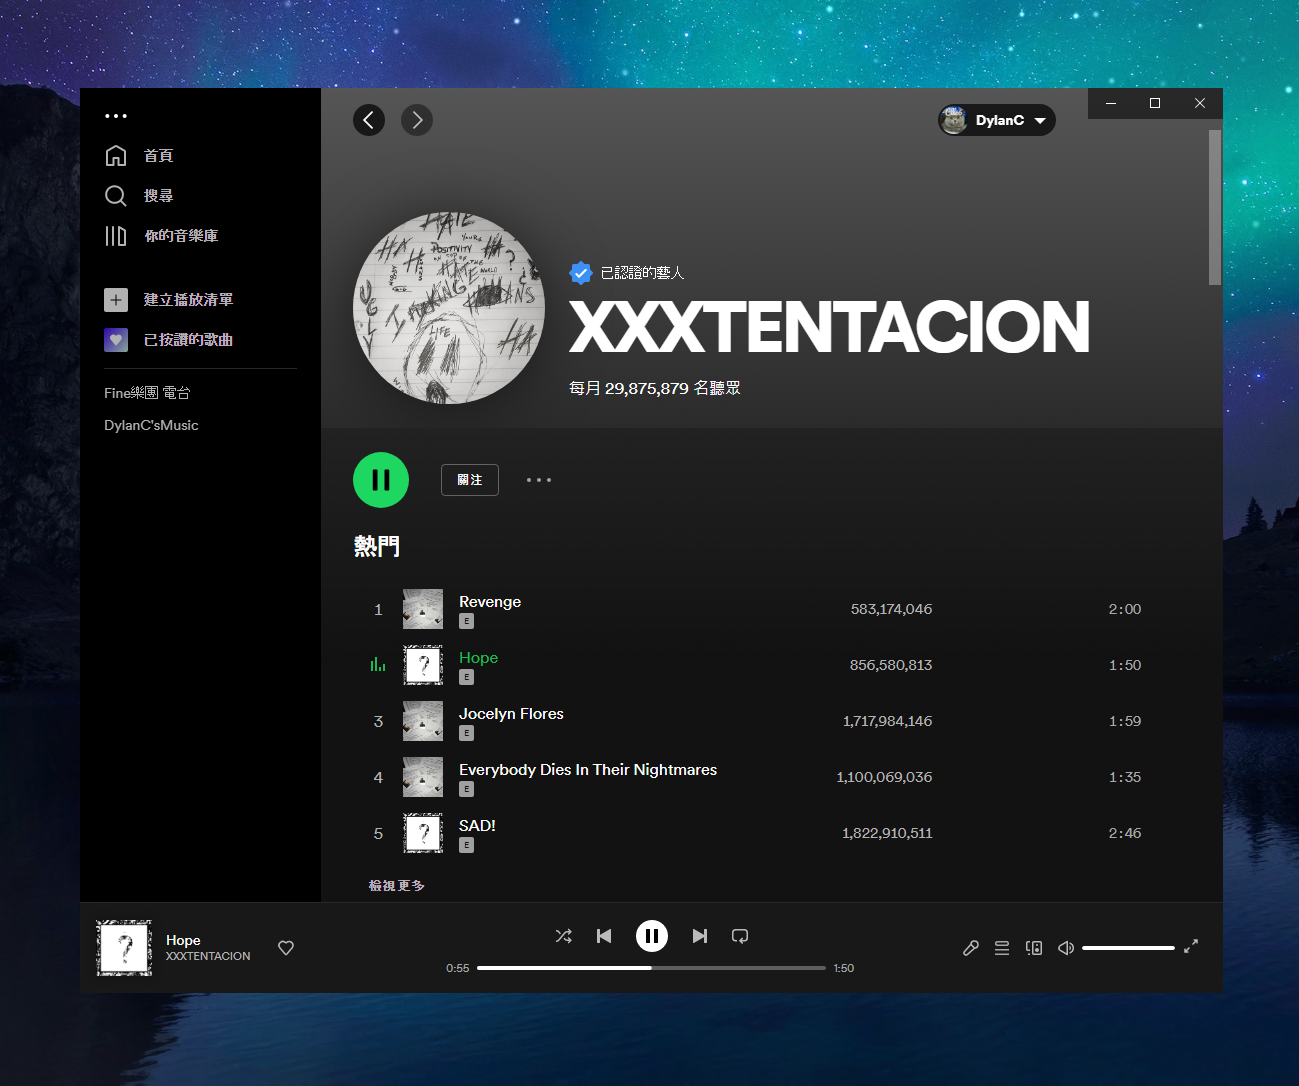 首頁
搜尋
你的音樂庫
建立播放清單
已按讚的歌曲
Fine樂團 電台
DylanC'sMusic
DylanC
HATE
POSITIVITY
LIFE
已認證的藝人
XXXTENTACION
每月 29,875,879 名聽眾
關注
熱門
1 Revenge 583,174,046 2:00
E
Hope 856,580,813 1:50
E
3 Jocelyn Flores 1,717,984,146 1:59
E
4 Everybody Dies In Their Nightmares 1,100,069,036 1:35
E
5 SAD! 1,822,910,511 2:46
E
檢視更多
Hope
XXXTENTACION
0:55 1:50